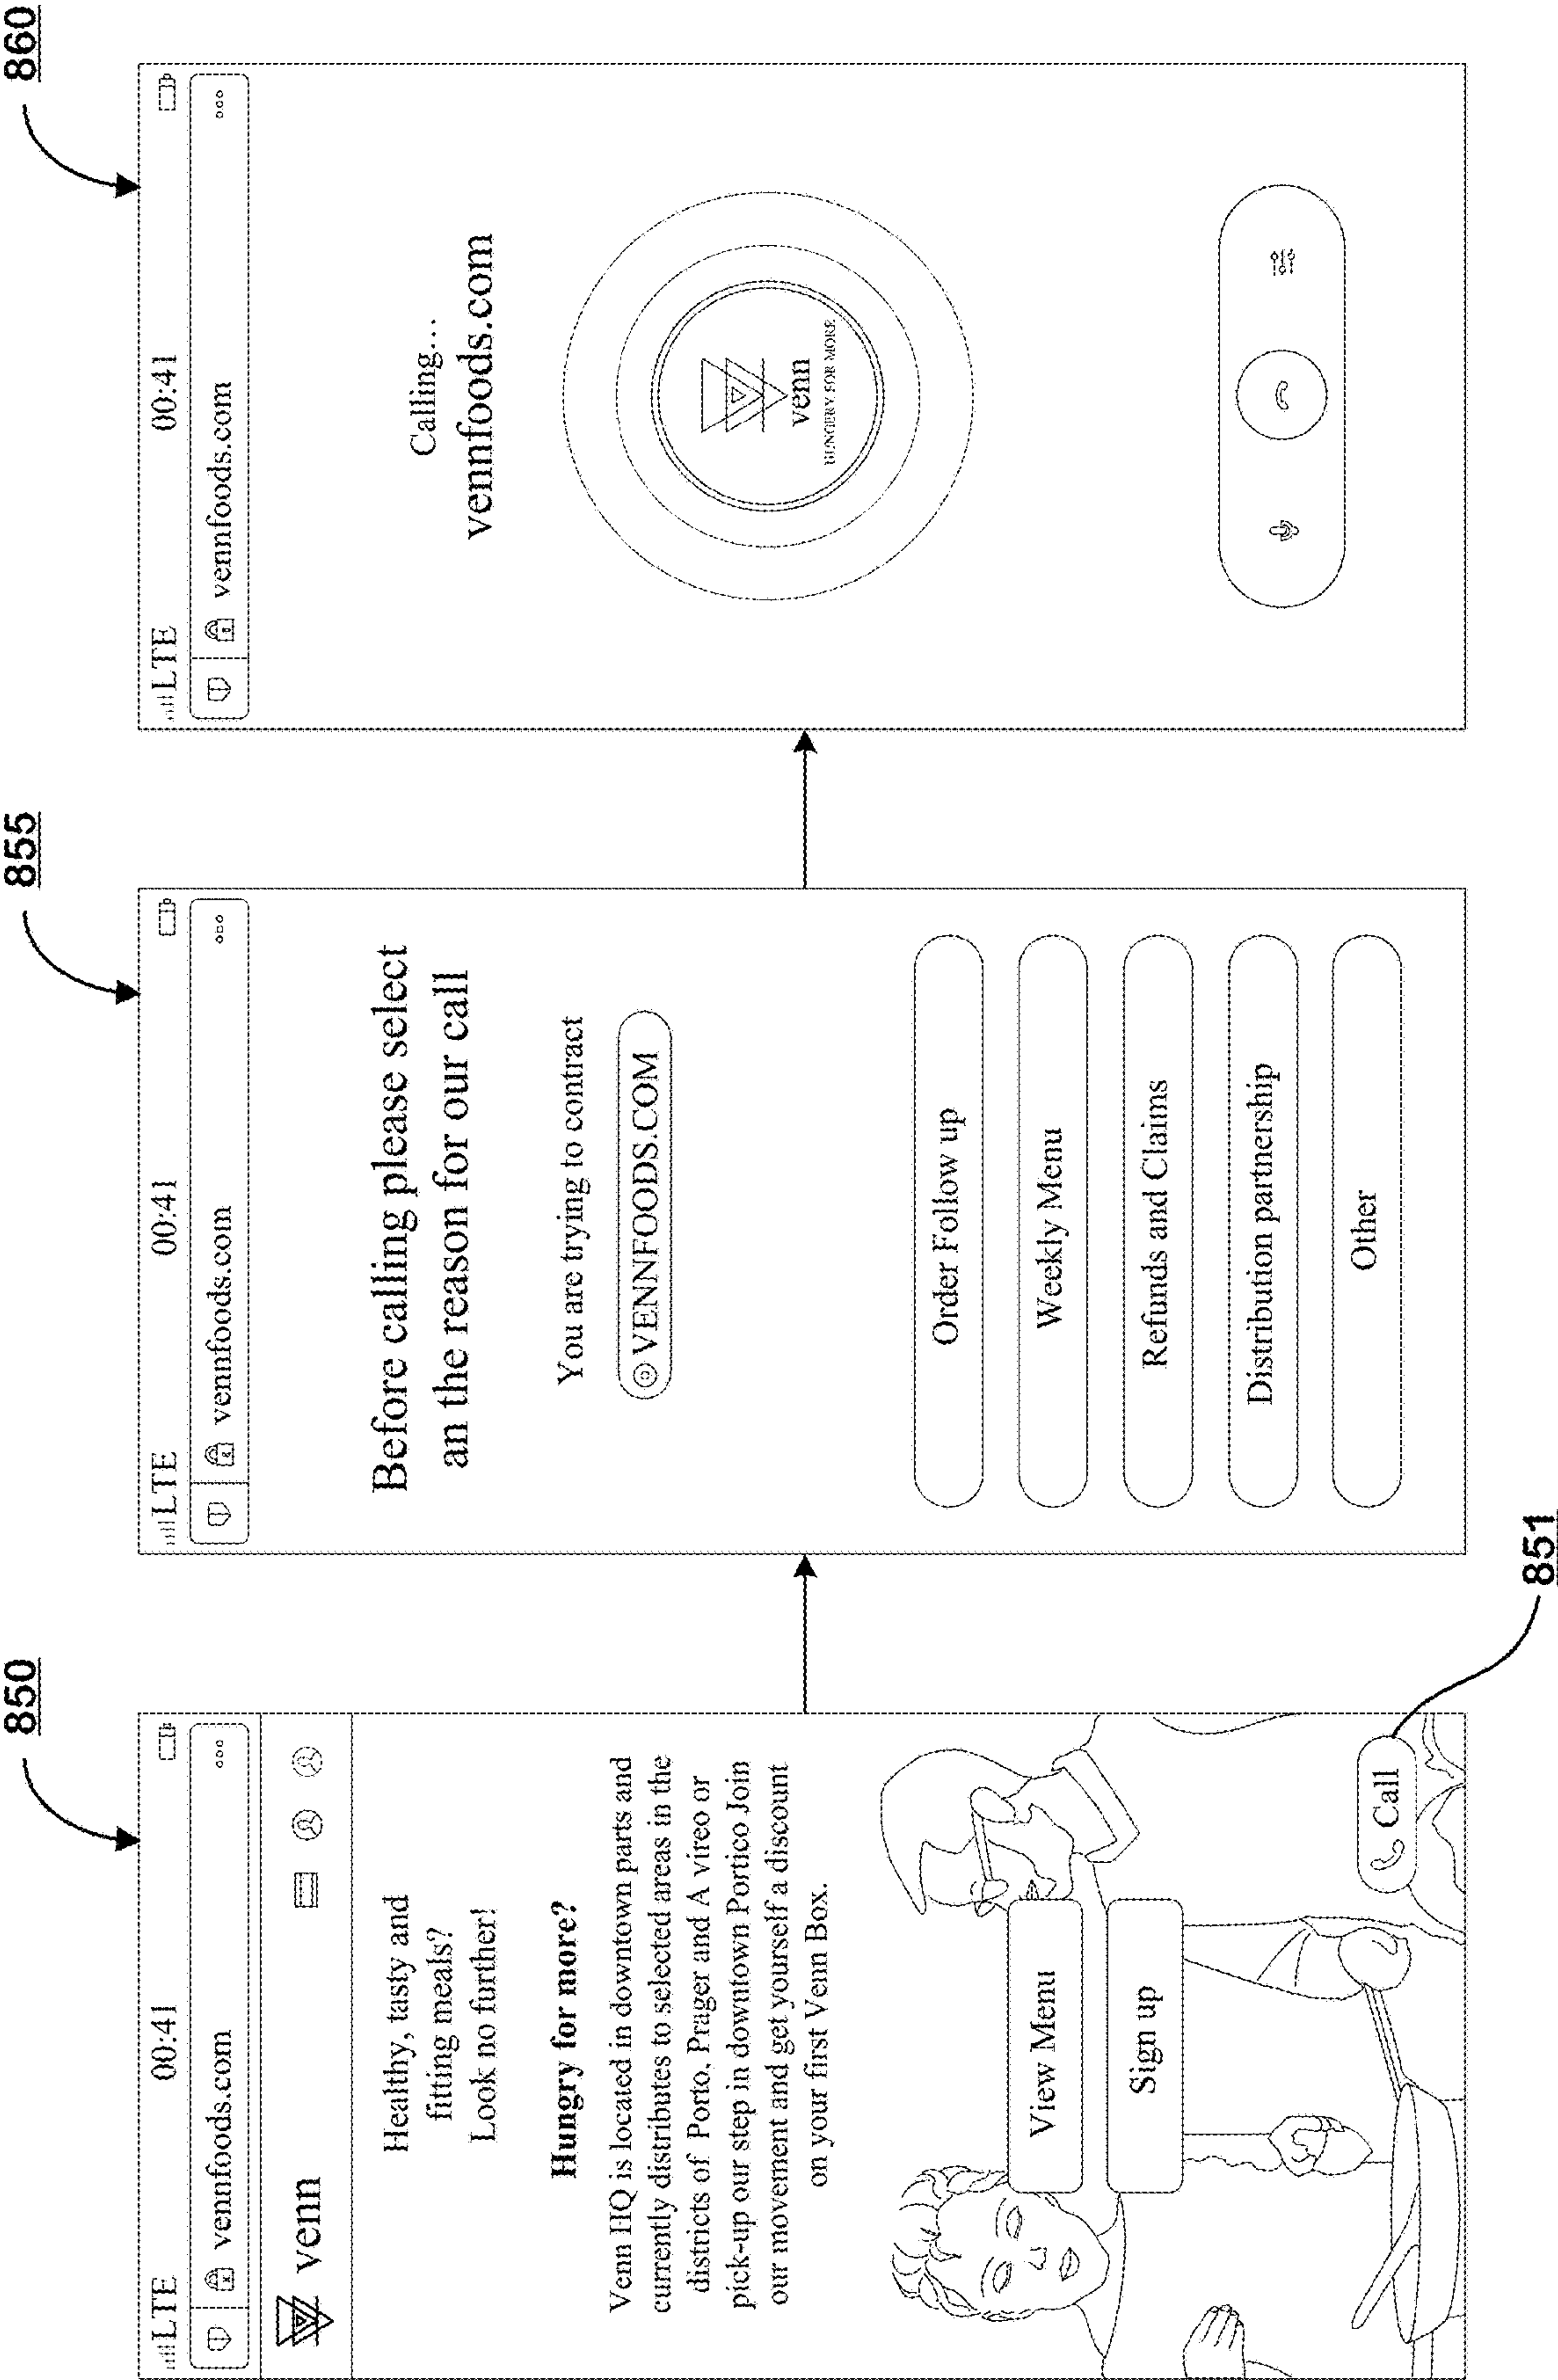 850
LTE 00:41
vennfoods.com
venn
Healthy, tasty and
fitting meals?
Look no further!
Hungry for more?
Venn HQ is located in downtown parts and
currently distributes to selected areas in the
districts of Porto, Prager and A vireo or
pick-up our step in downtown Portico Join
our movement and get yourself a discount
on your first Venn Box.
View Menu
Sign up
Call
851
855
LTE 00:41
vennfoods.com
Before calling please select
an the reason for our call
You are trying to contract
VENNFOODS.COM
Order Follow up
Weekly Menu
Refunds and Claims
Distribution partnership
Other
860
LTE 00:41
vennfoods.com
Calling...
vennfoods.com
venn
HUNGERY FOR MORE